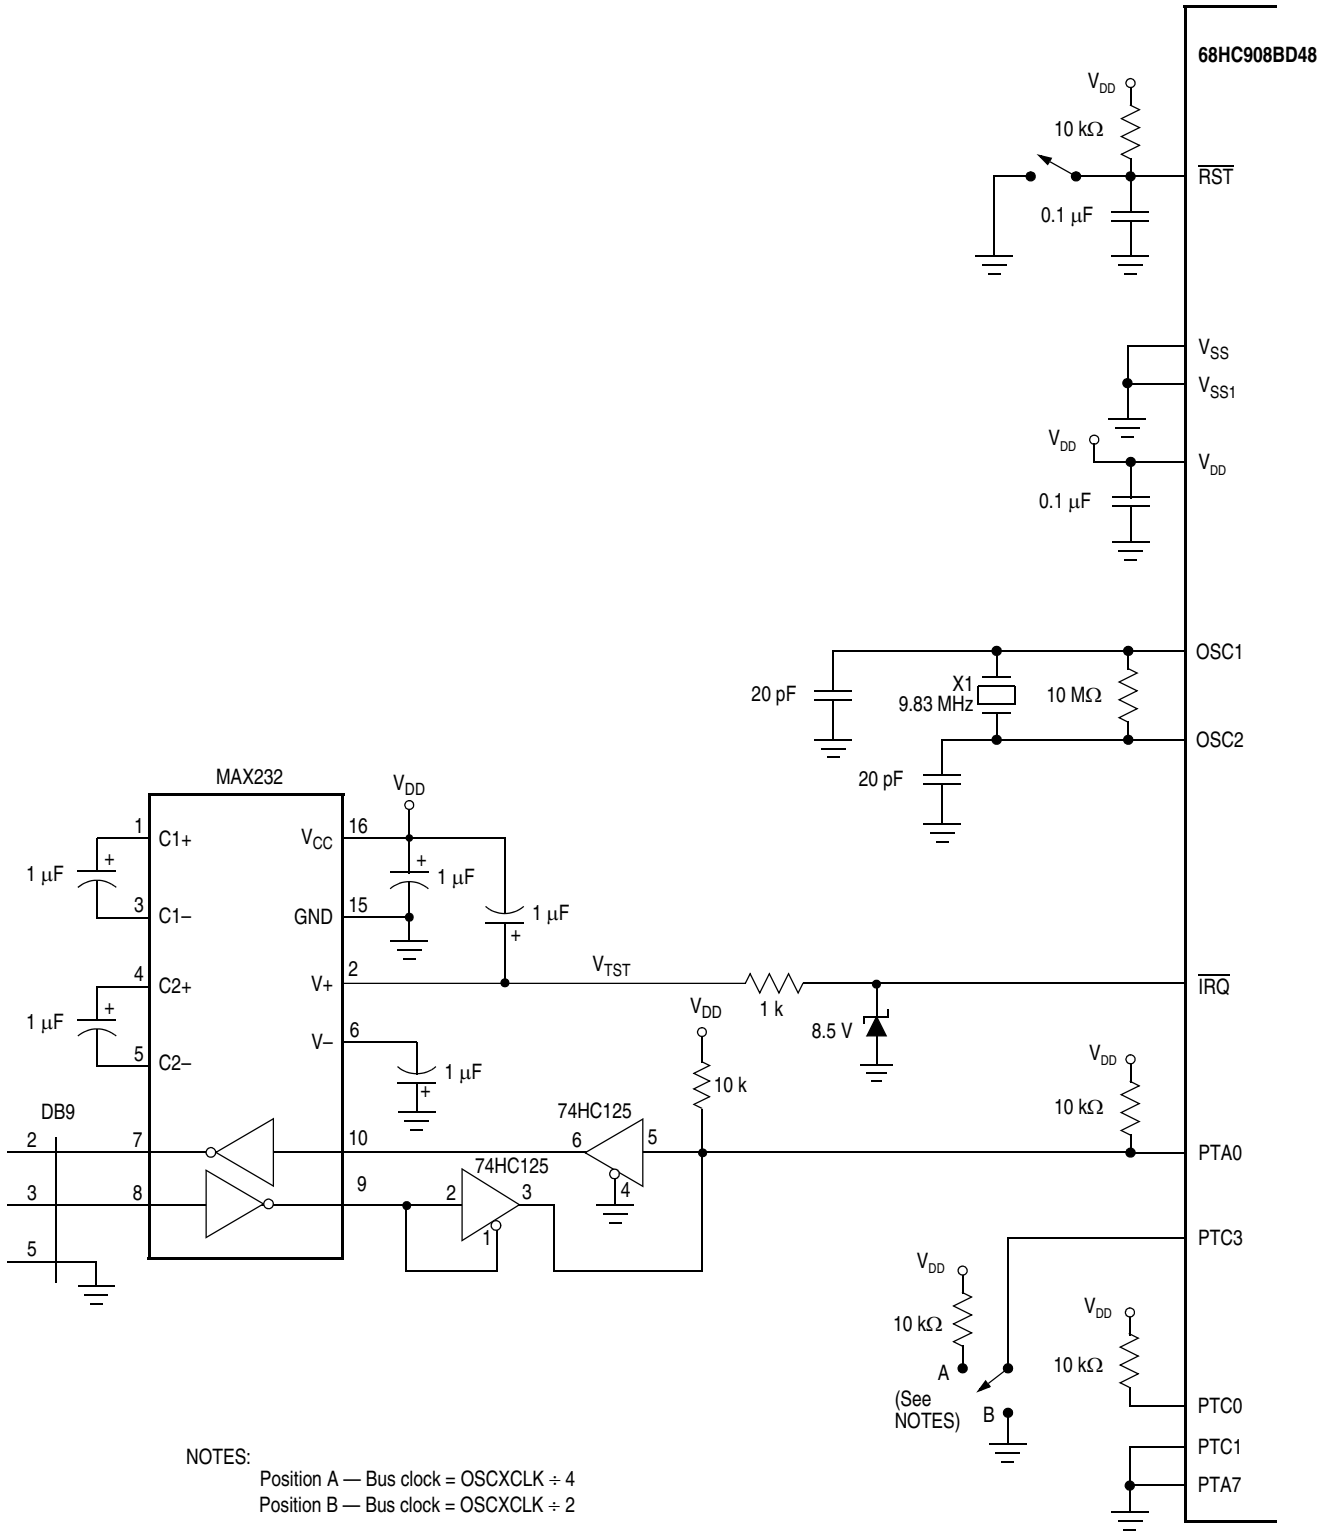 68HC908BD48
VDD
10 kΩ
RST
0.1 µF
VSS
VSS1
VDD
VDD
0.1 µF
OSC1
20 pF
X1
9.83 MHz
10 MΩ
OSC2
20 pF
MAX232
VDD
1
C1+
VCC
16
1 µF
+
+
1 µF
3
C1–
GND
15
1 µF
+
4
C2+
V+
2
VTST
1 k
IRQ
1 µF
+
8.5 V
VDD
10 k
5
C2–
V–
6
1 µF
+
VDD
10 kΩ
DB9
74HC125
2
7
10
6
5
PTA0
4
74HC125
3
8
9
2
3
1
5
PTC3
VDD
10 kΩ
VDD
10 kΩ
A
(See
NOTES)
B
PTC0
PTC1
PTA7
NOTES:
Position A — Bus clock = OSCXCLK ÷ 4
Position B — Bus clock = OSCXCLK ÷ 2